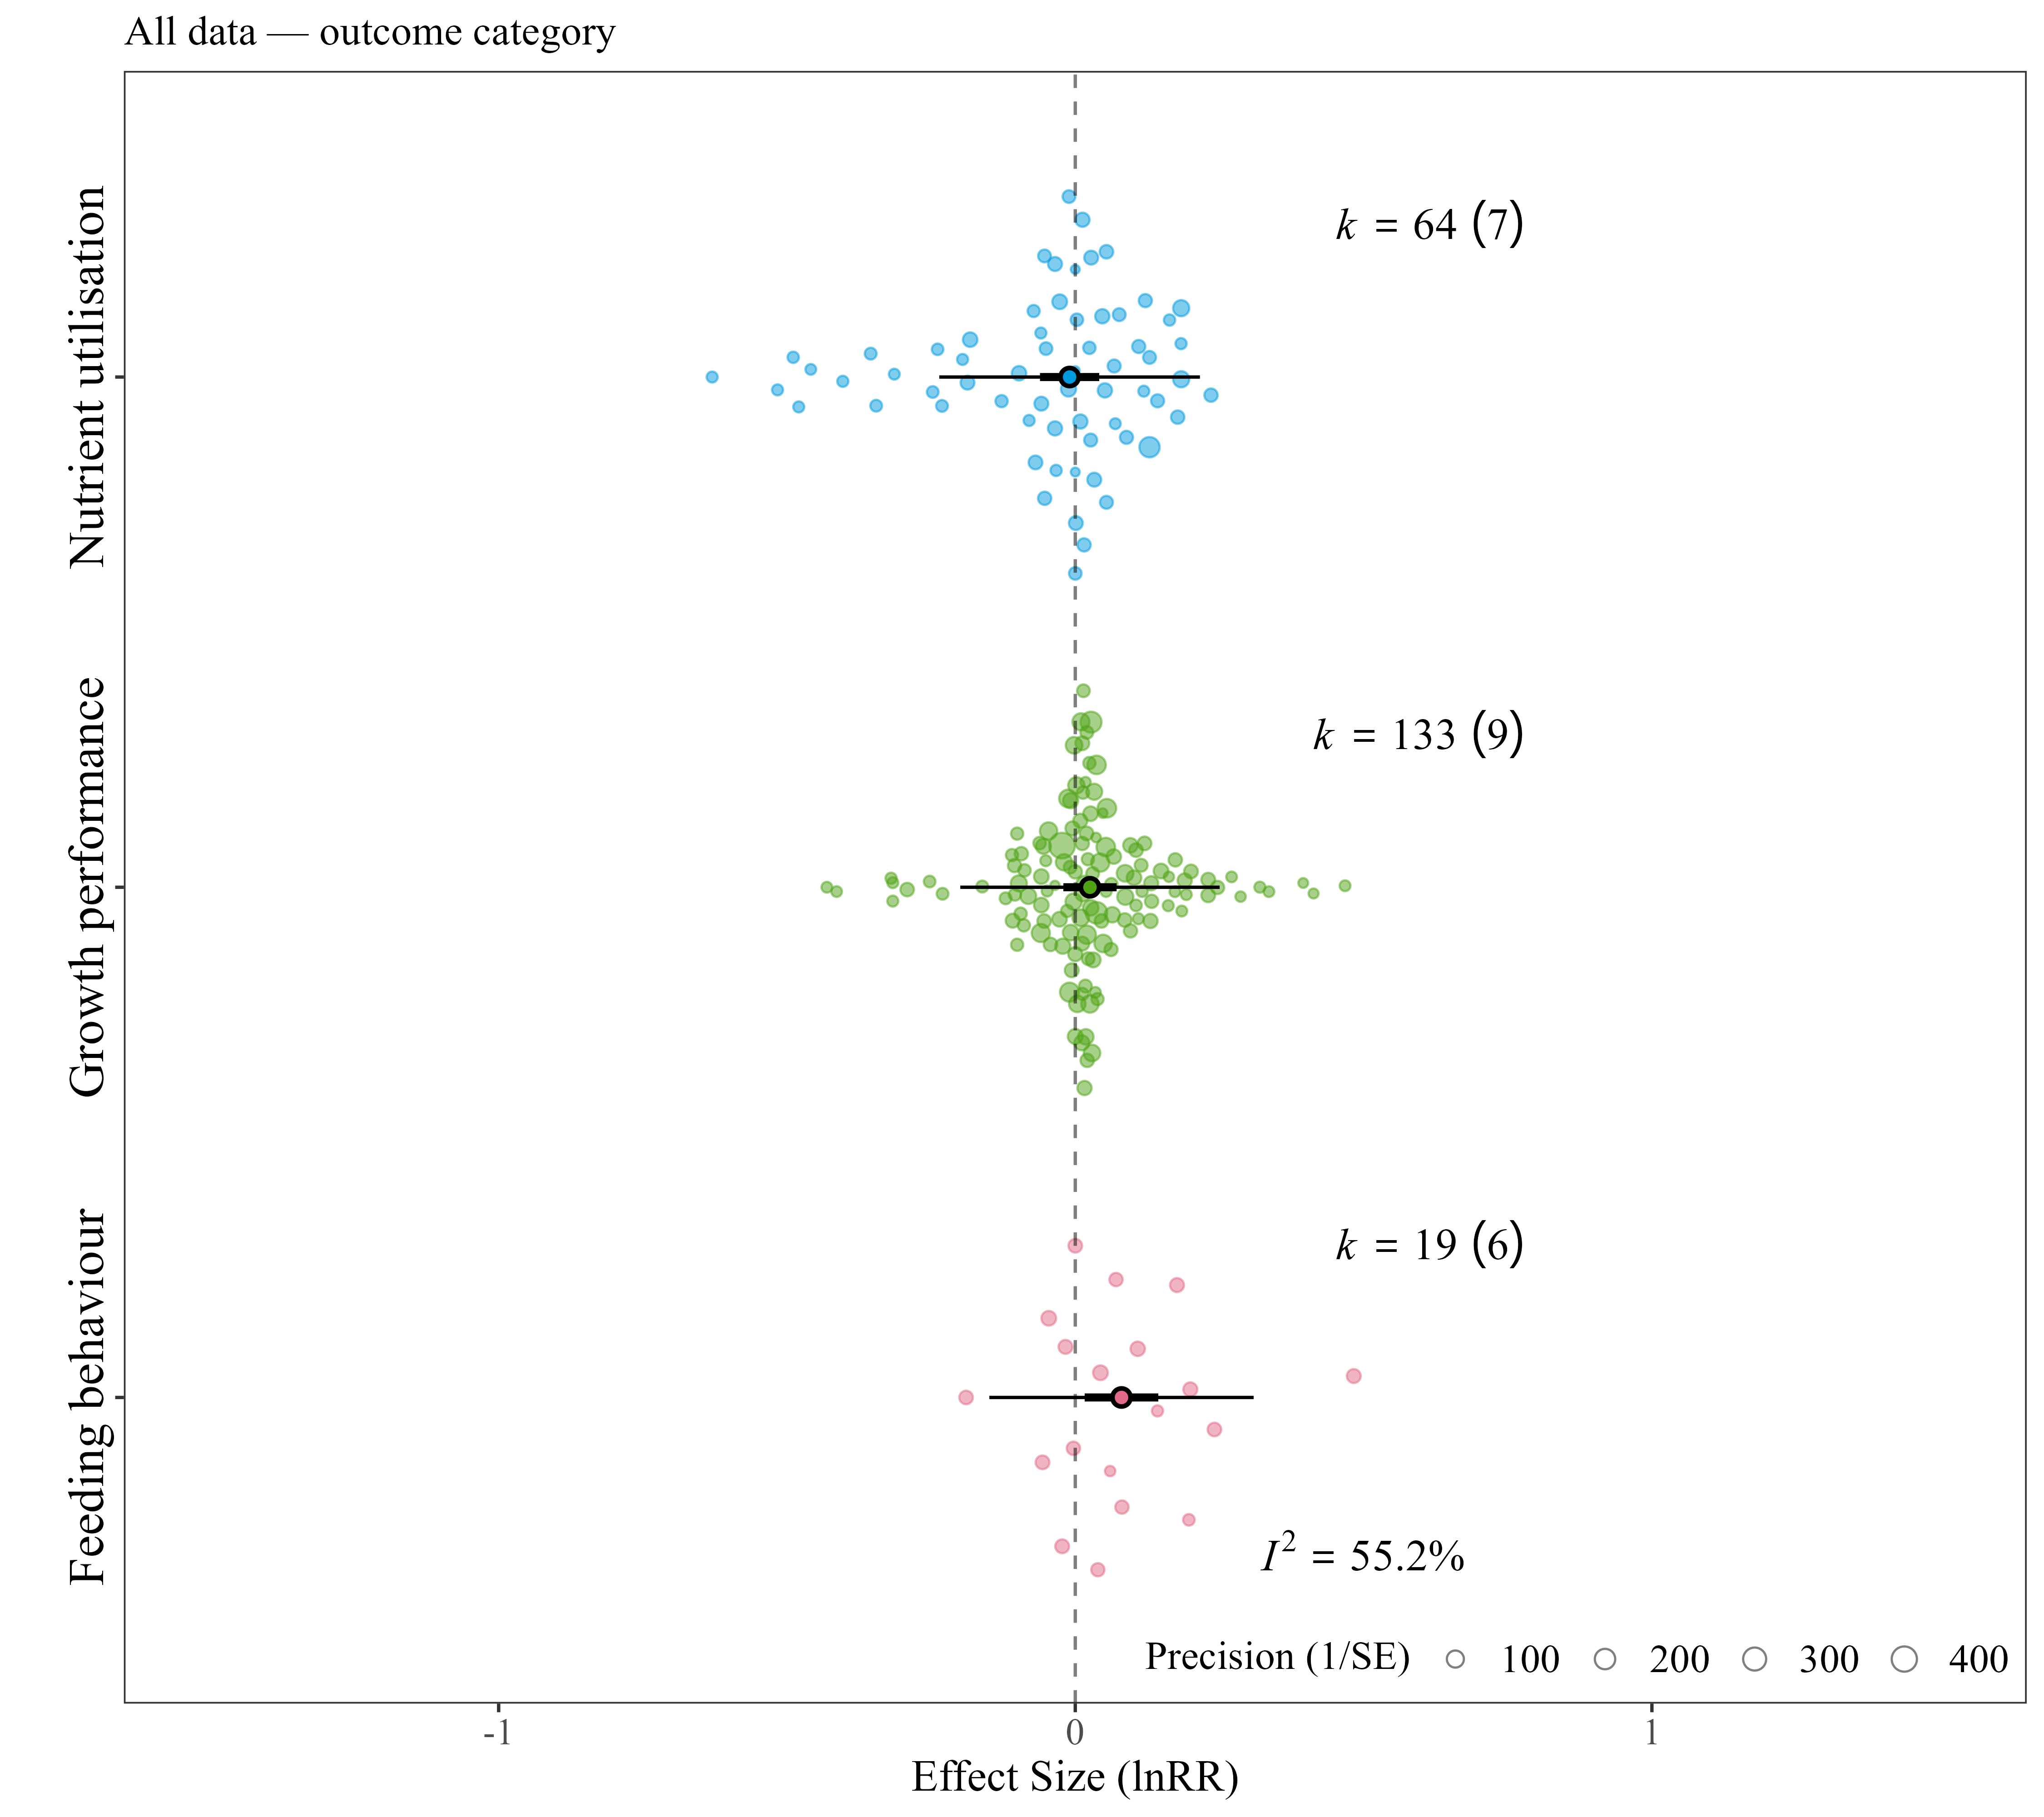 All data — outcome category
Nutrient utilisation
k = 64 (7)
Growth performance
k = 133 (9)
Feeding behaviour
k = 19 (6)
I² = 55.2%
Precision (1/SE) 100 200 300 400
-1 0 1
Effect Size (lnRR)